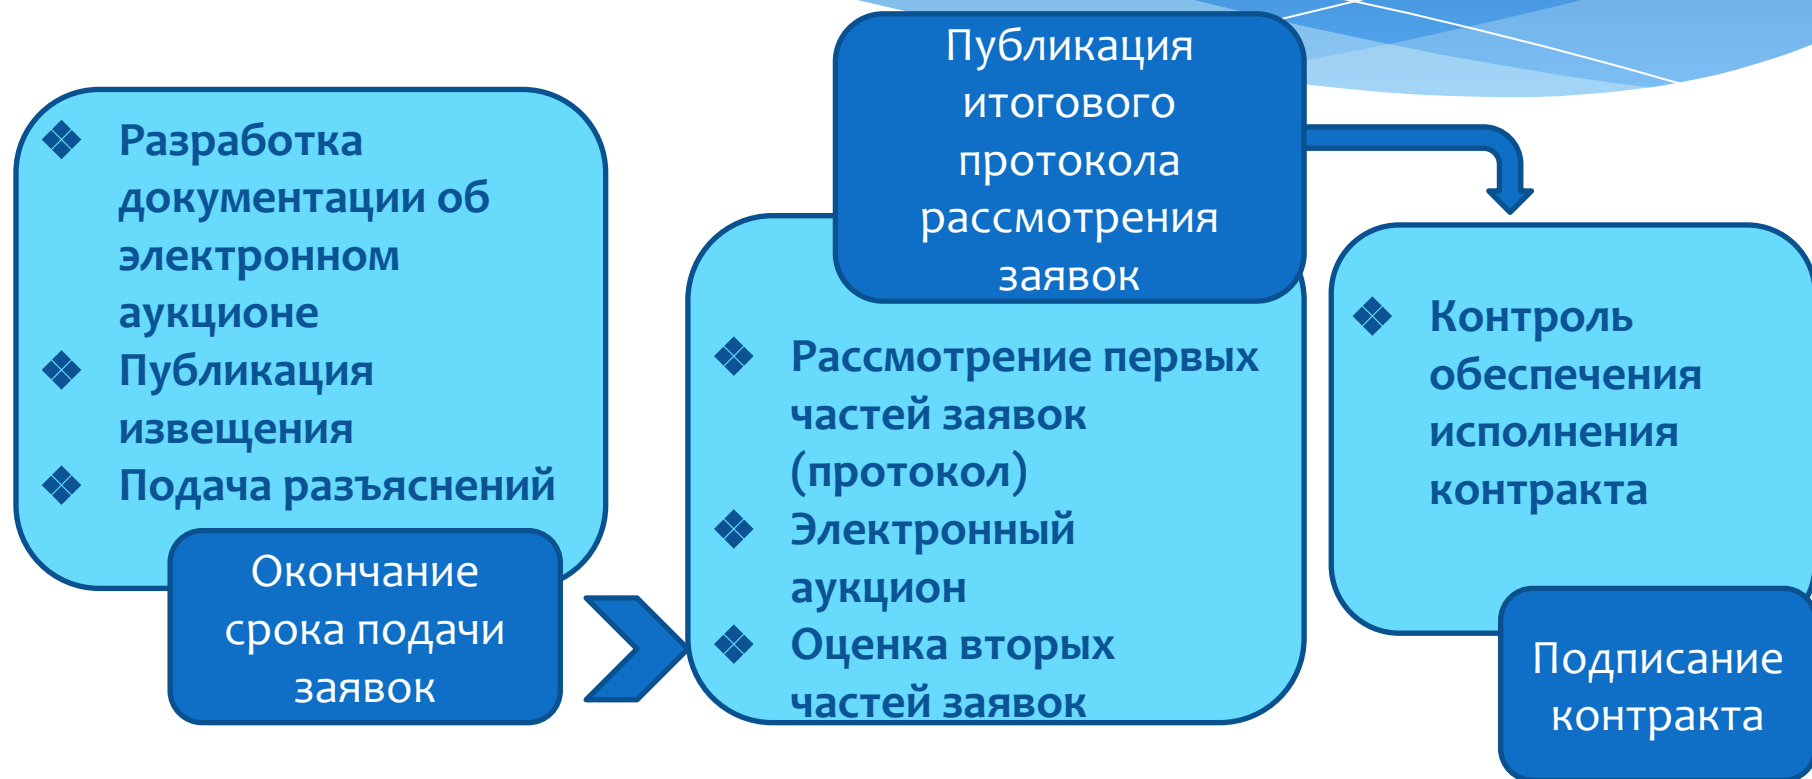 Разработка
документации об
электронном
аукционе
Публикация
извещения
Подача разъяснений
Окончание
срока подачи
заявок
Публикация
итогового
протокола
рассмотрения
заявок
Рассмотрение первых
частей заявок
(протокол)
Электронный
аукцион
Оценка вторых
частей заявок
Контроль
обеспечения
исполнения
контракта
Подписание
контракта